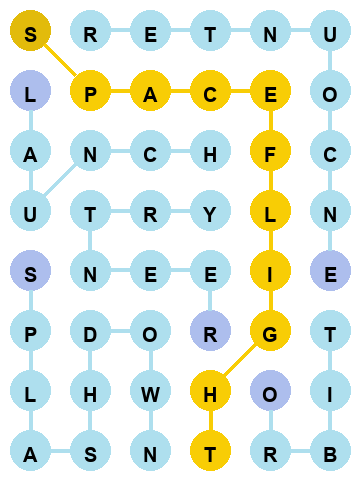 S R E T N U
L P A C E O
A N C H F C
U T R Y L N
S N E E I E
P D O R G T
L H W H O I
A S N T R B